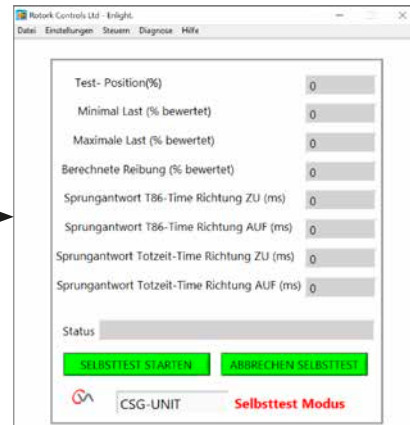 Rotork Controls Ltd - Enlight.
Datei Einstellungen Steuern Diagnose Hilfe
Test- Position(%) 0
Minimal Last (% bewertet) 0
Maximale Last (% bewertet) 0
Berechnete Reibung (% bewertet) 0
Sprungantwort T86-Time Richtung ZU (ms) 0
Sprungantwort T86-Time Richtung AUF (ms) 0
Sprungantwort Totzeit-Time Richtung ZU (ms) 0
Sprungantwort Totzeit-Time Richtung AUF (ms) 0
Status
SELBSTTEST STARTEN ABBRECHEN SELBSTTEST
CSG-UNIT Selbsttest Modus